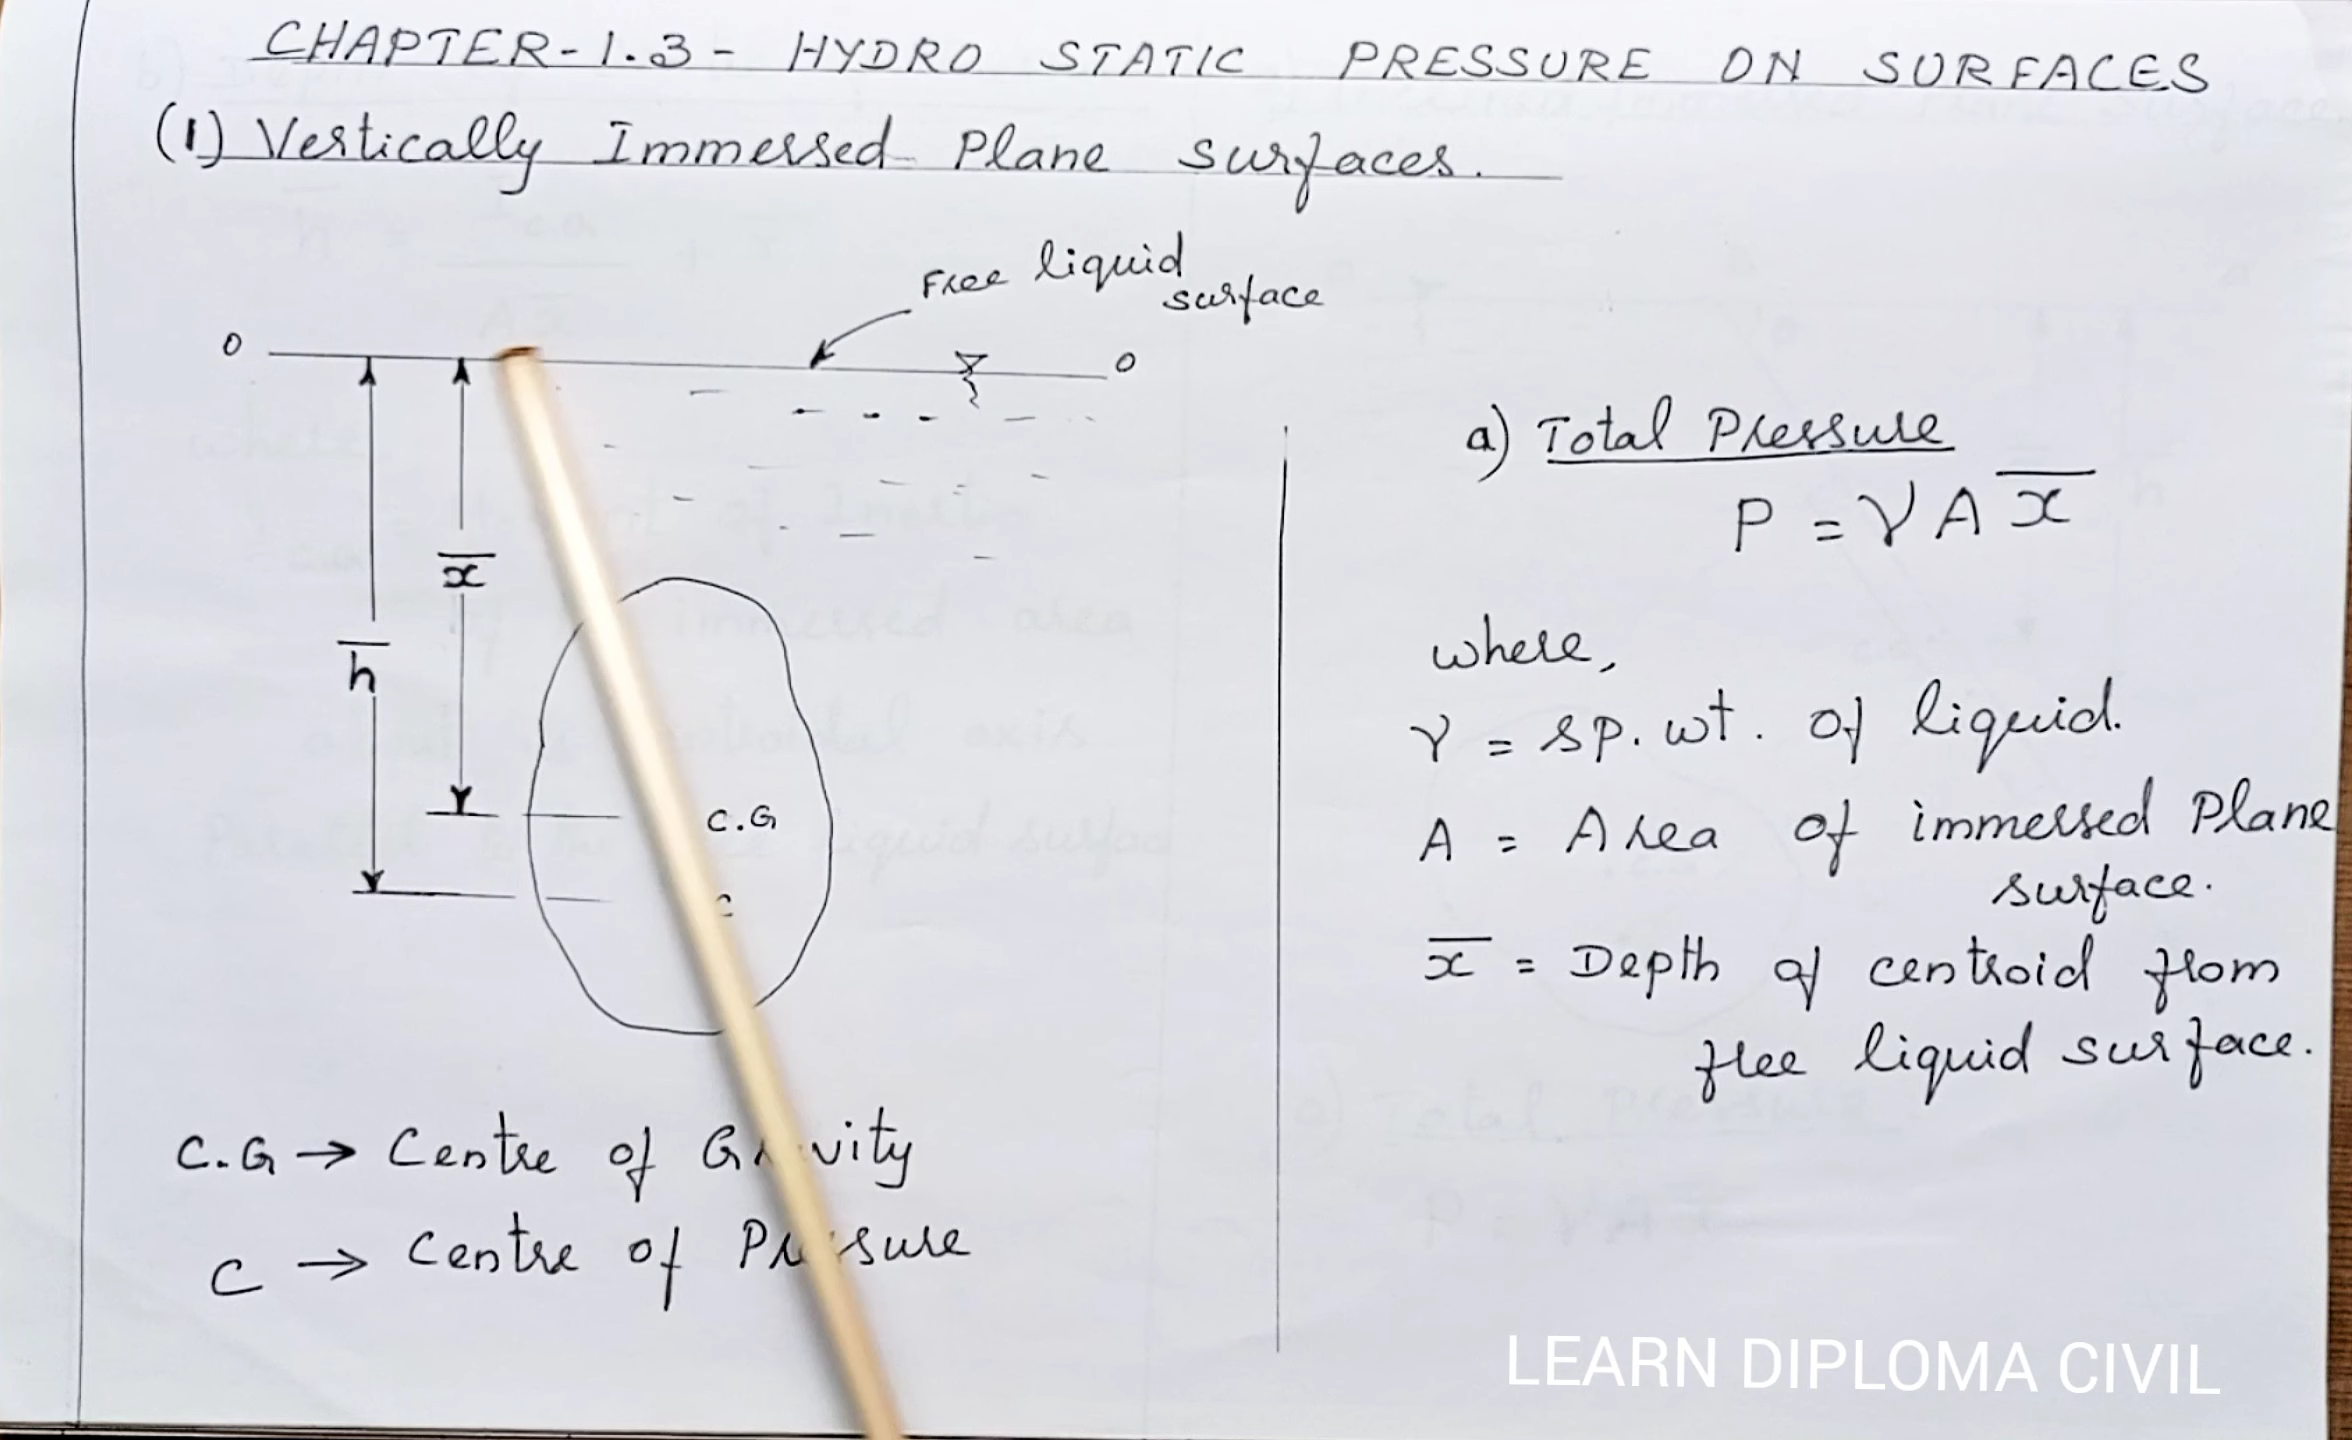 CHAPTER-1.3- HYDRO STATIC PRESSURE ON SURFACES
(1) Vertically Immersed Plane surfaces.
Free liquid
surface
O
O
x̄
h̄
C.G
C
C.G → Centre of Gravity
C → Centre of Pressure
a) Total Pressure
P = γ A x̄
where,
γ = sp. wt. of liquid.
A = Area of immersed Plane
surface.
x̄ = Depth of centroid from
free liquid surface.
LEARN DIPLOMA CIVIL